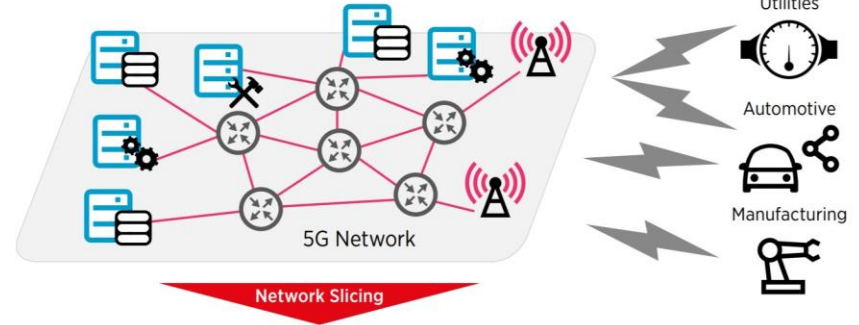 Utilities
Automotive
Manufacturing
5G Network
Network Slicing